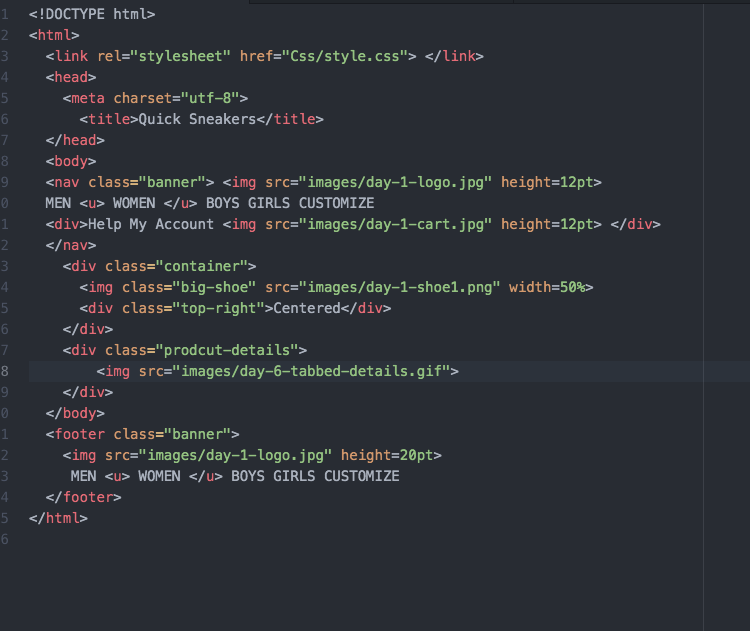 1 <!DOCTYPE html>
2 <html>
3   <link rel="stylesheet" href="Css/style.css"> </link>
4   <head>
5     <meta charset="utf-8">
6       <title>Quick Sneakers</title>
7   </head>
8   <body>
9   <nav class="banner"> <img src="images/day-1-logo.jpg" height=12pt>
0   MEN <u> WOMEN </u> BOYS GIRLS CUSTOMIZE
1   <div>Help My Account <img src="images/day-1-cart.jpg" height=12pt> </div>
2   </nav>
3     <div class="container">
4       <img class="big-shoe" src="images/day-1-shoe1.png" width=50%>
5       <div class="top-right">Centered</div>
6     </div>
7     <div class="prodcut-details">
8         <img src="images/day-6-tabbed-details.gif">
9     </div>
0   </body>
1   <footer class="banner">
2     <img src="images/day-1-logo.jpg" height=20pt>
3      MEN <u> WOMEN </u> BOYS GIRLS CUSTOMIZE
4   </footer>
5 </html>
6